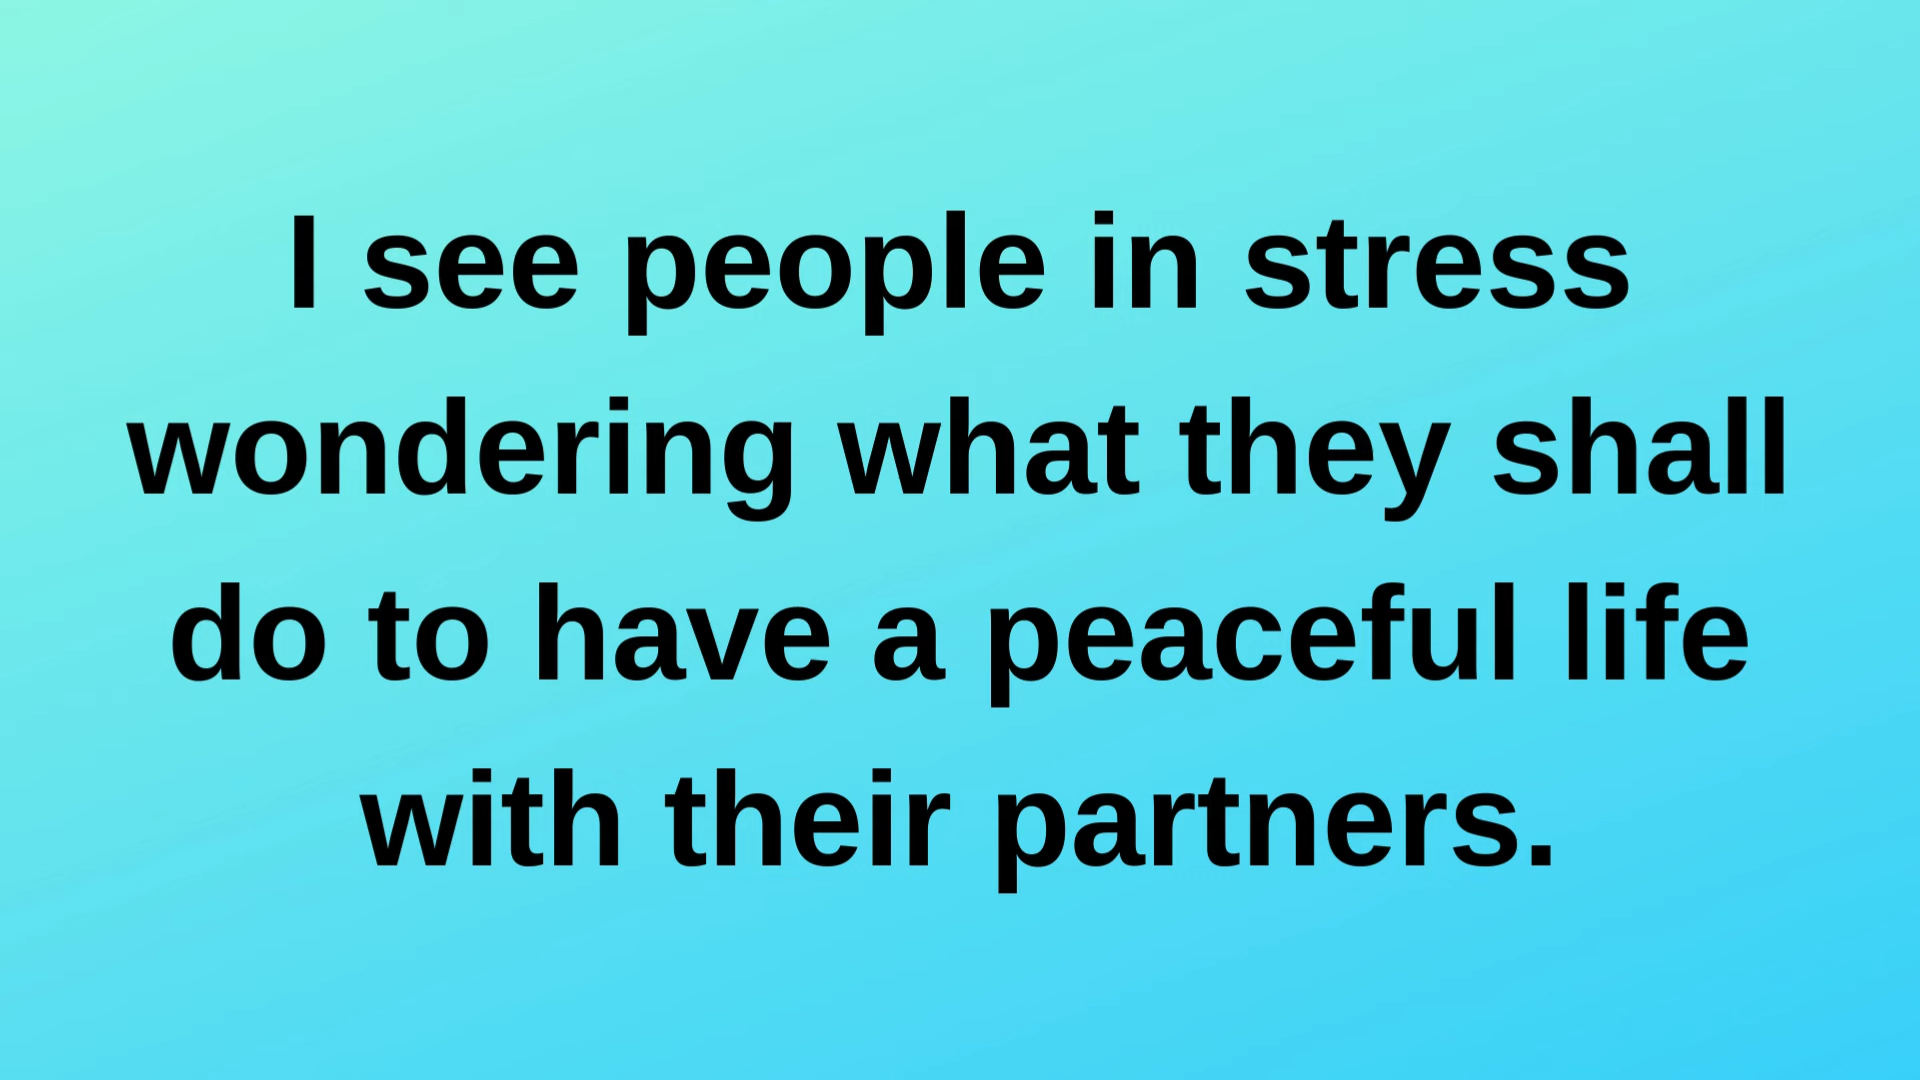 I see people in stress
wondering what they shall
do to have a peaceful life
with their partners.